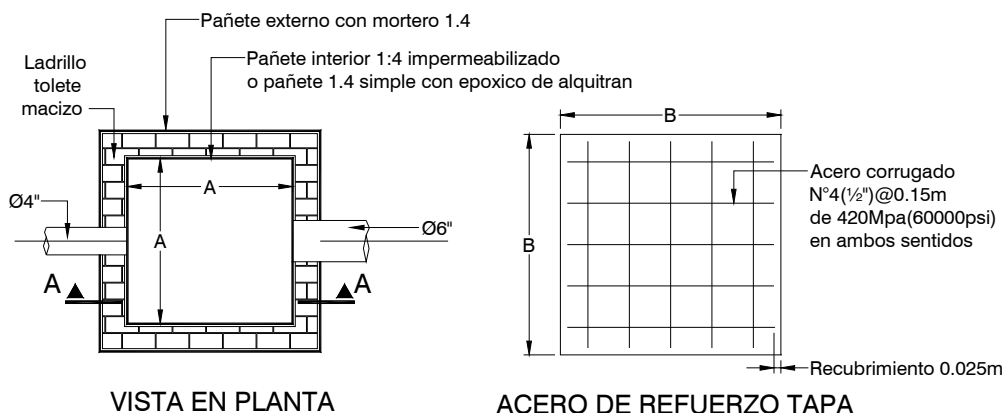 Pañete externo con mortero 1.4
Pañete interior 1:4 impermeabilizado
o pañete 1.4 simple con epoxico de alquitran
Ladrillo
tolete
macizo
A
A
Ø4"
Ø6"
A
A
VISTA EN PLANTA
B
B
Acero corrugado
N°4(½")@0.15m
de 420Mpa(60000psi)
en ambos sentidos
Recubrimiento 0.025m
ACERO DE REFUERZO TAPA